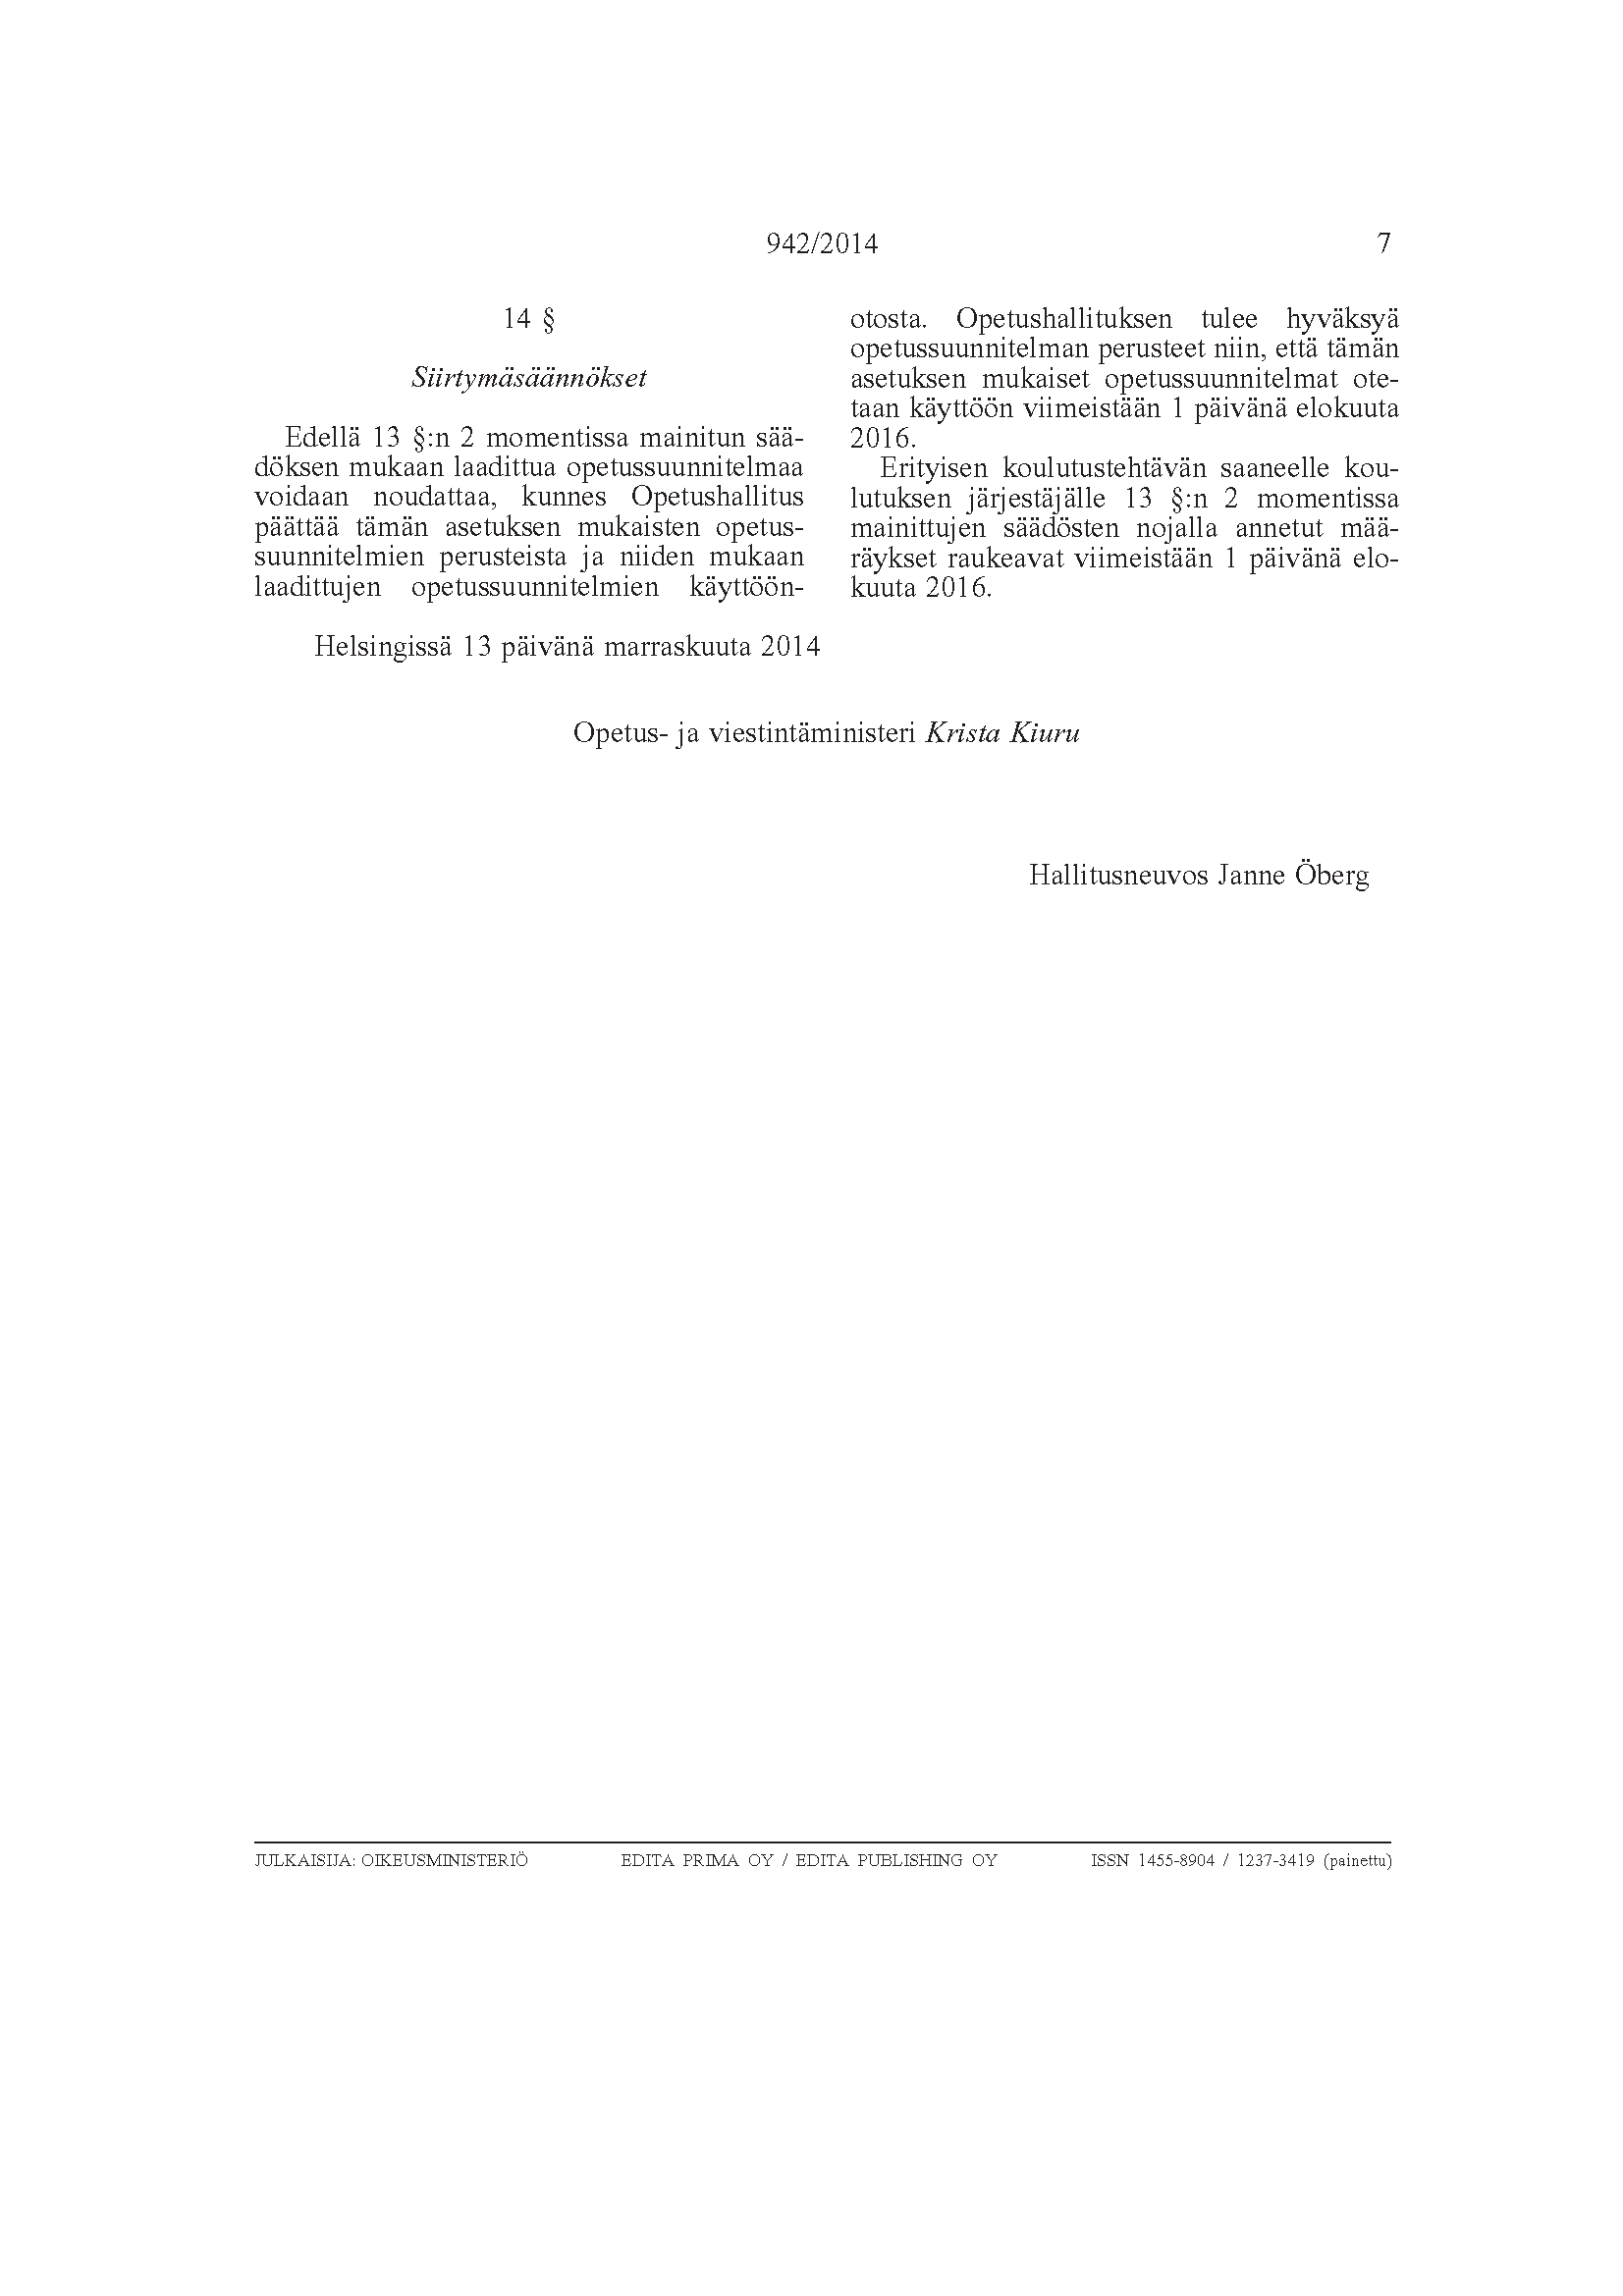 942/2014
7
14 §
Siirtymäsäännökset
Edellä 13 §:n 2 momentissa mainitun sää-
döksen mukaan laadittua opetussuunnitelmaa
voidaan noudattaa, kunnes Opetushallitus
päättää tämän asetuksen mukaisten opetus-
suunnitelmien perusteista ja niiden mukaan
laadittujen opetussuunnitelmien käyttöön-
otosta. Opetushallituksen tulee hyväksyä
opetussuunnitelman perusteet niin, että tämän
asetuksen mukaiset opetussuunnitelmat ote-
taan käyttöön viimeistään 1 päivänä elokuuta
2016.
Erityisen koulutustehtävän saaneelle kou-
lutuksen järjestäjälle 13 §:n 2 momentissa
mainittujen säädösten nojalla annetut mää-
räykset raukeavat viimeistään 1 päivänä elo-
kuuta 2016.
Helsingissä 13 päivänä marraskuuta 2014
Opetus- ja viestintäministeri Krista Kiuru
Hallitusneuvos Janne Öberg
JULKAISIJA: OIKEUSMINISTERIÖ
EDITA PRIMA OY / EDITA PUBLISHING OY
ISSN 1455-8904 / 1237-3419 (painettu)